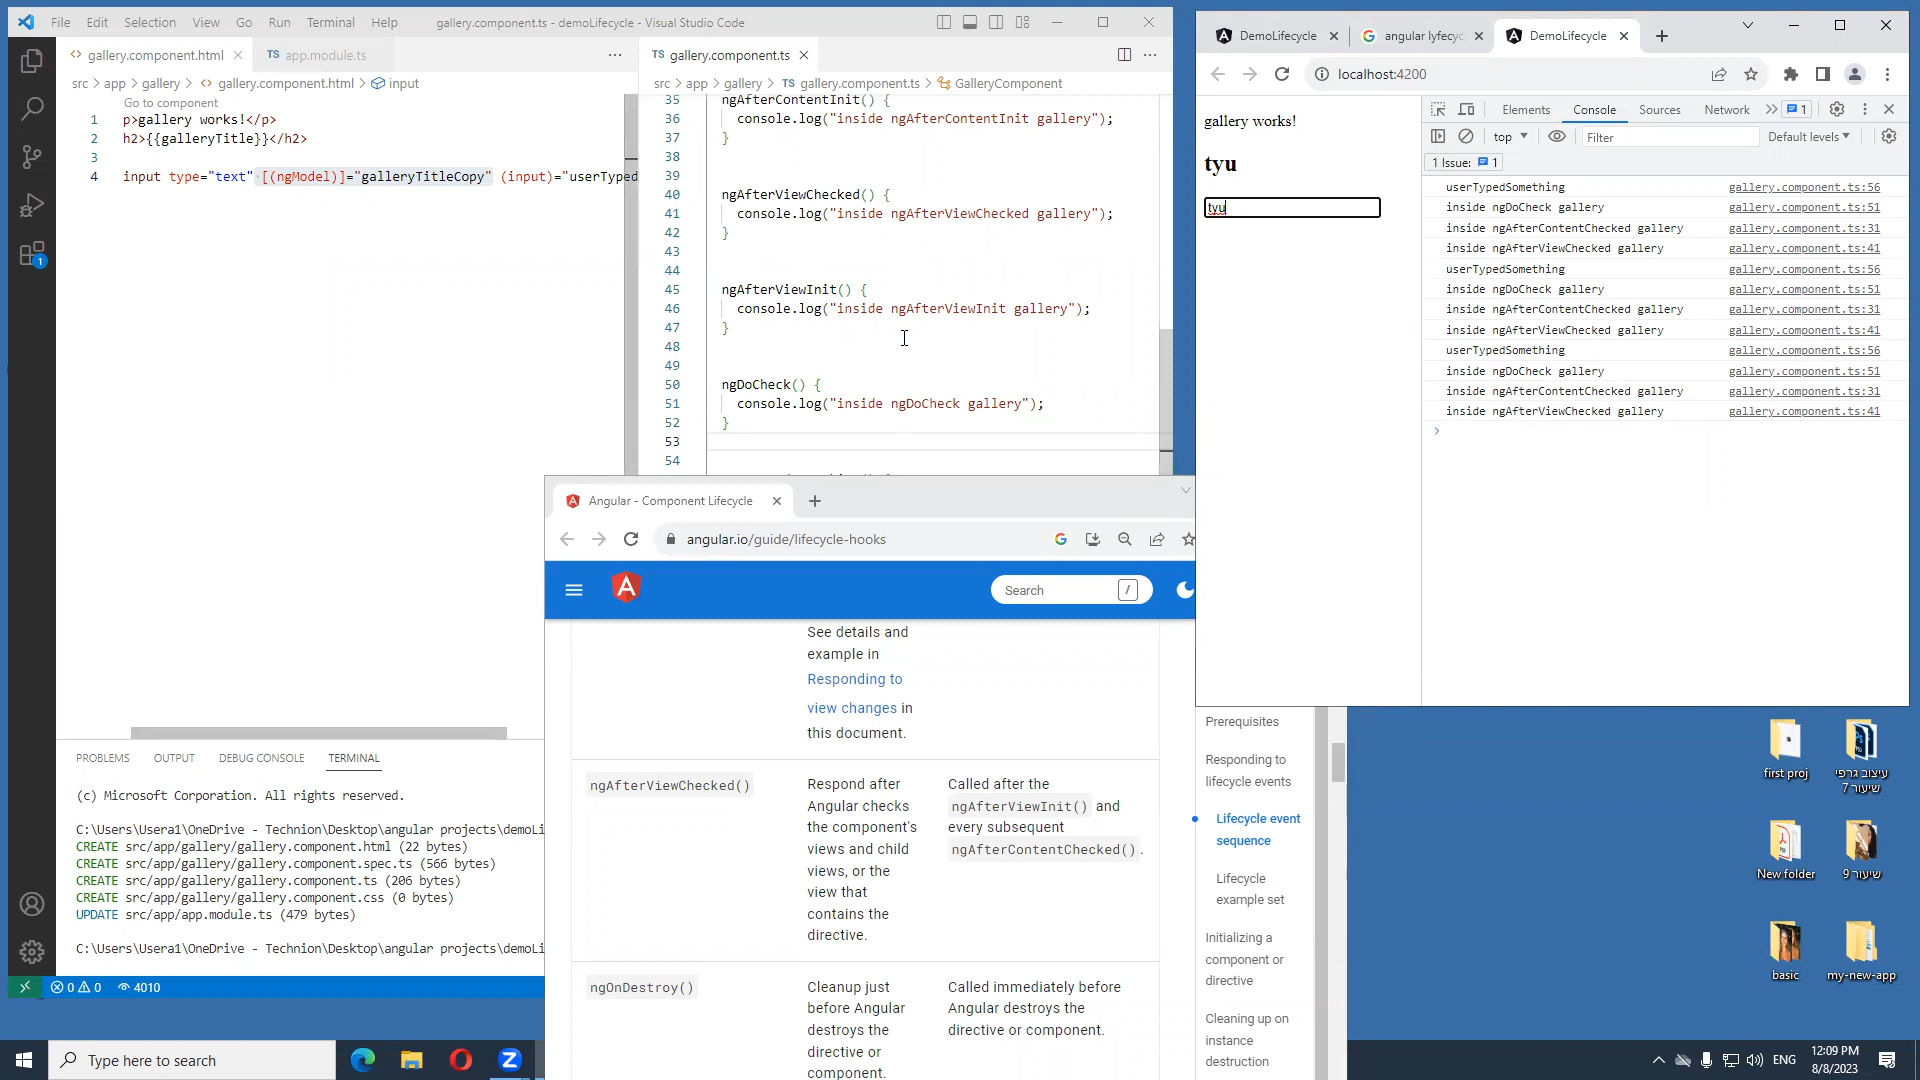 File Edit Selection View Go Run Terminal Help gallery.component.ts - demoLifecycle - Visual Studio Code
gallery.component.html
TS app.module.ts
src > app > gallery > gallery.component.html > input
Go to component
1 p>gallery works!</p>
2 h2>{{galleryTitle}}</h2>
3
4 input type="text" [(ngModel)]="galleryTitleCopy" (input)="userTyped
TS gallery.component.ts
src > app > gallery > TS gallery.component.ts > GalleryComponent
35 ngAfterContentInit() {
36 console.log("inside ngAfterContentInit gallery");
37 }
38
39
40 ngAfterViewChecked() {
41 console.log("inside ngAfterViewChecked gallery");
42 }
43
44
45 ngAfterViewInit() {
46 console.log("inside ngAfterViewInit gallery");
47 }
48
49
50 ngDoCheck() {
51 console.log("inside ngDoCheck gallery");
52 }
53
54
PROBLEMS OUTPUT DEBUG CONSOLE TERMINAL
(c) Microsoft Corporation. All rights reserved.
C:\Users\Usera1\OneDrive - Technion\Desktop\angular projects\demoLi
CREATE src/app/gallery/gallery.component.html (22 bytes)
CREATE src/app/gallery/gallery.component.spec.ts (566 bytes)
CREATE src/app/gallery/gallery.component.ts (206 bytes)
CREATE src/app/gallery/gallery.component.css (0 bytes)
UPDATE src/app/app.module.ts (479 bytes)
C:\Users\Usera1\OneDrive - Technion\Desktop\angular projects\demoLi
1
0 0 4010
Angular - Component Lifecycle
angular.io/guide/lifecycle-hooks
Search /
See details and
example in
Responding to
view changes in
this document.
ngAfterViewChecked()
Respond after
Angular checks
the component's
views and child
views, or the
view that
contains the
directive.
Called after the
ngAfterViewInit() and
every subsequent
ngAfterContentChecked().
ngOnDestroy()
Cleanup just
before Angular
destroys the
directive or
component.
Called immediately before
Angular destroys the
directive or component.
Prerequisites
Responding to
lifecycle events
Lifecycle event
sequence
Lifecycle
example set
Initializing a
component or
directive
Cleaning up on
instance
destruction
DemoLifecycle
angular lyfecyc
DemoLifecycle
localhost:4200
gallery works!
tyu
tyu
Elements Console Sources Network 1
top Filter Default levels
1 Issue: 1
userTypedSomething gallery.component.ts:56
inside ngDoCheck gallery gallery.component.ts:51
inside ngAfterContentChecked gallery gallery.component.ts:31
inside ngAfterViewChecked gallery gallery.component.ts:41
userTypedSomething gallery.component.ts:56
inside ngDoCheck gallery gallery.component.ts:51
inside ngAfterContentChecked gallery gallery.component.ts:31
inside ngAfterViewChecked gallery gallery.component.ts:41
userTypedSomething gallery.component.ts:56
inside ngDoCheck gallery gallery.component.ts:51
inside ngAfterContentChecked gallery gallery.component.ts:31
inside ngAfterViewChecked gallery gallery.component.ts:41
first proj
עיצוב גרפי
שיעור 7
New folder
שיעור 9
basic
my-new-app
Type here to search
ENG
12:09 PM
8/8/2023